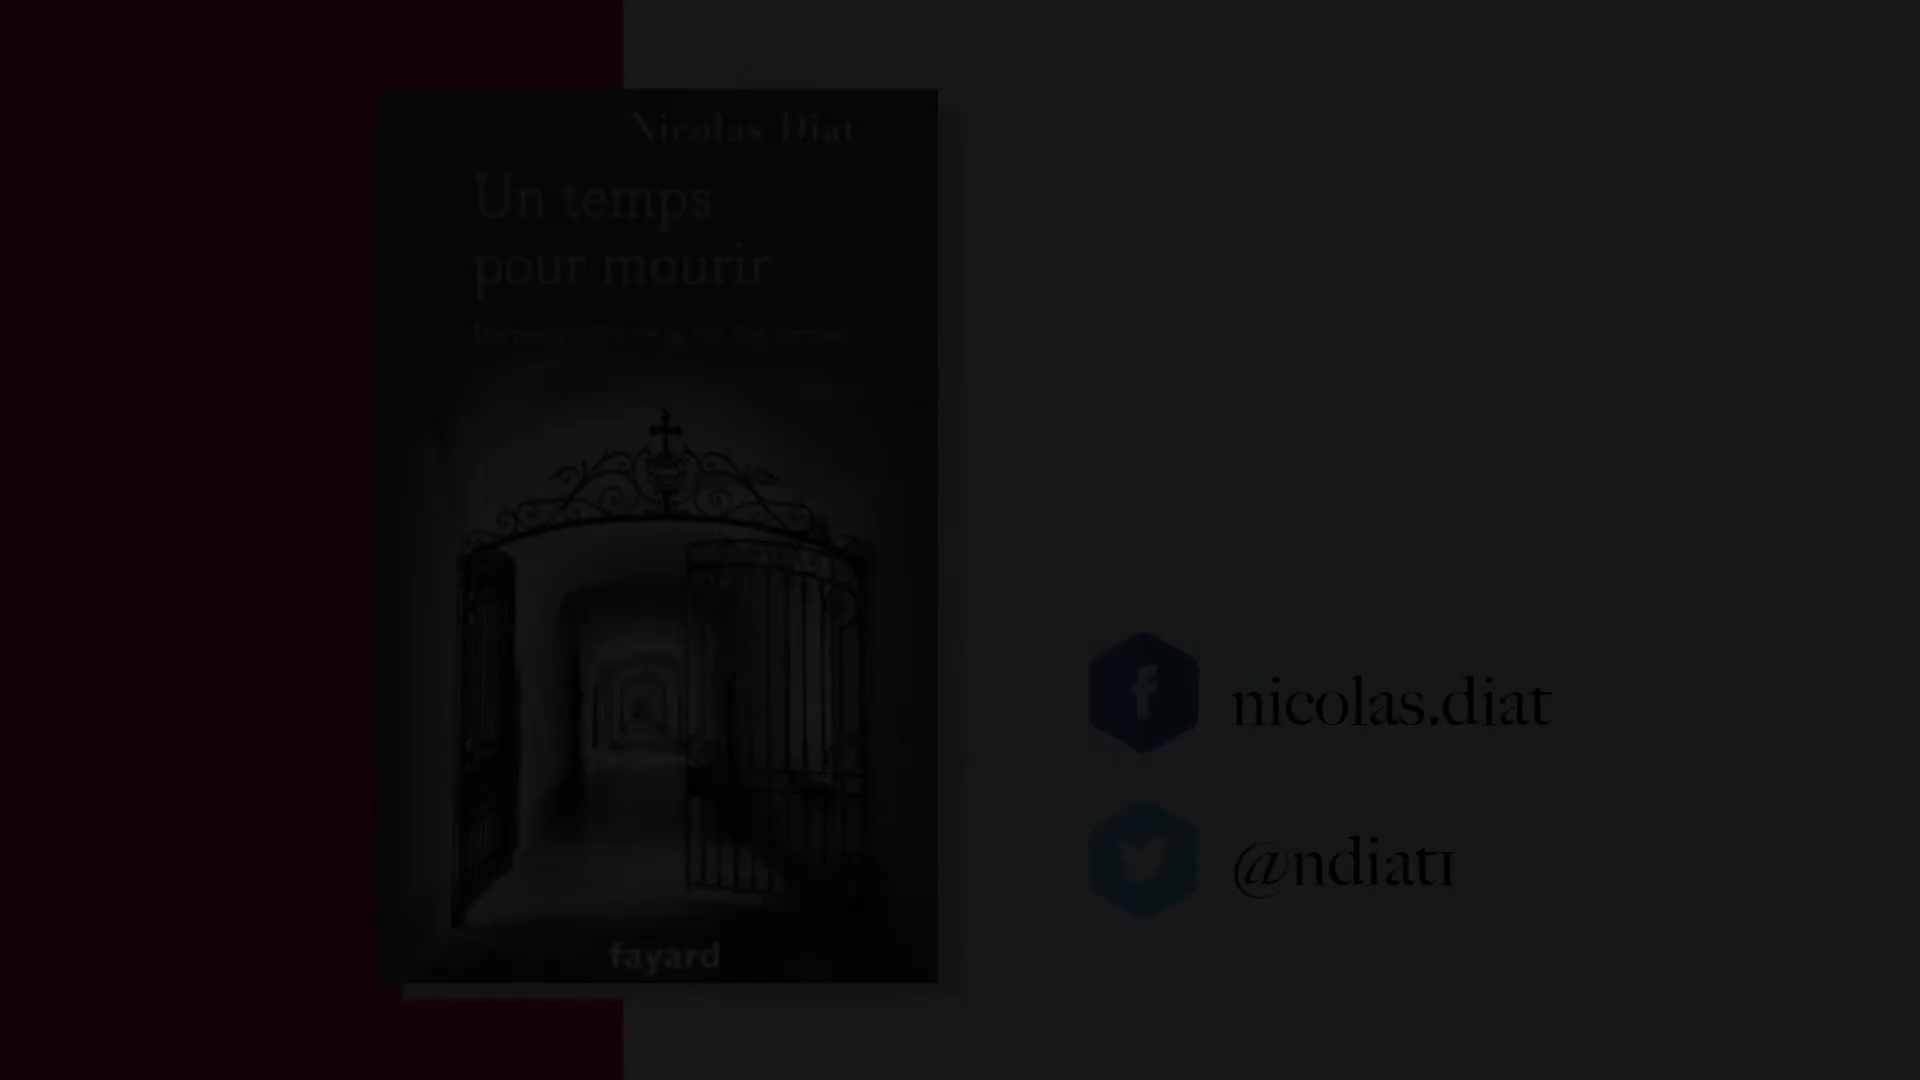 Nicolas Diat
Un temps
pour mourir
fayard
nicolas.diat
@ndiat1